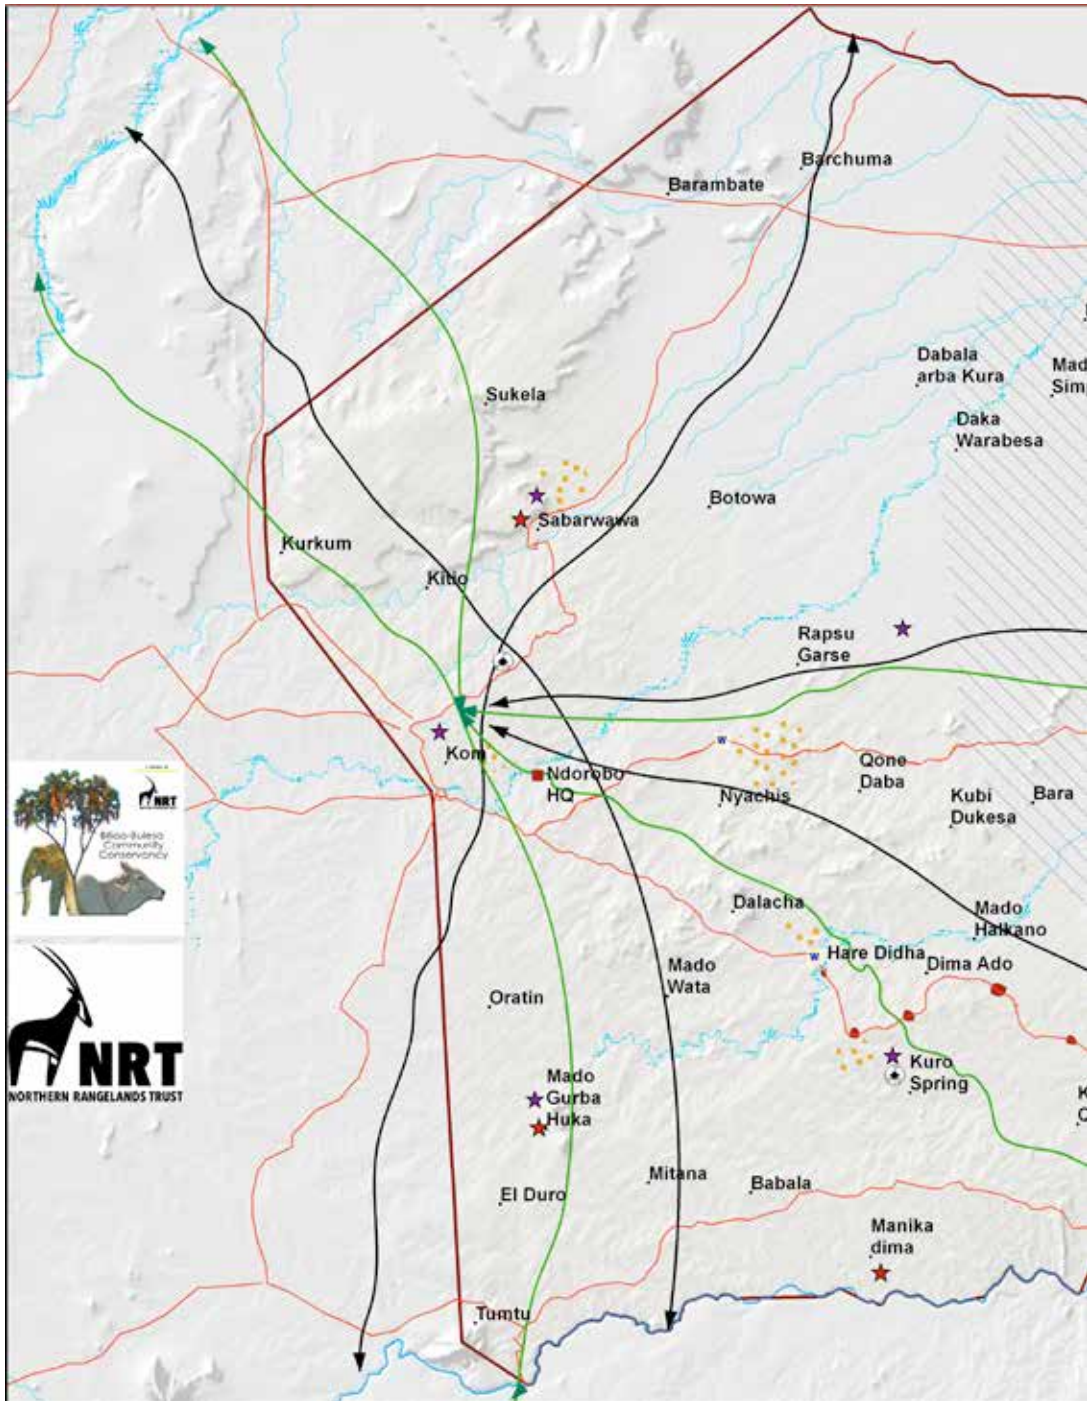 Barchuma
Barambate
Dabala
arba Kura
Mad
Sim
Sukela
Daka
Warabesa
Botowa
Sabarwawa
Kurkum
Kitio
Rapsu
Garse
Kom
Ndorobo
HQ
Qone
Daba
Nyachis
Kubi
Dukesa
Bara
W
NRT
Biliqo-Bulesa
Community
Conservancy
Dalacha
Mado
Halkano
W
Hare Didha
Dima Ado
Mado
Wata
Oratin
NRT
NORTHERN RANGELANDS TRUST
Mado
Gurba
Huka
Kuro
Spring
K
Mitana
Babala
El Duro
Manika
dima
Tumtu